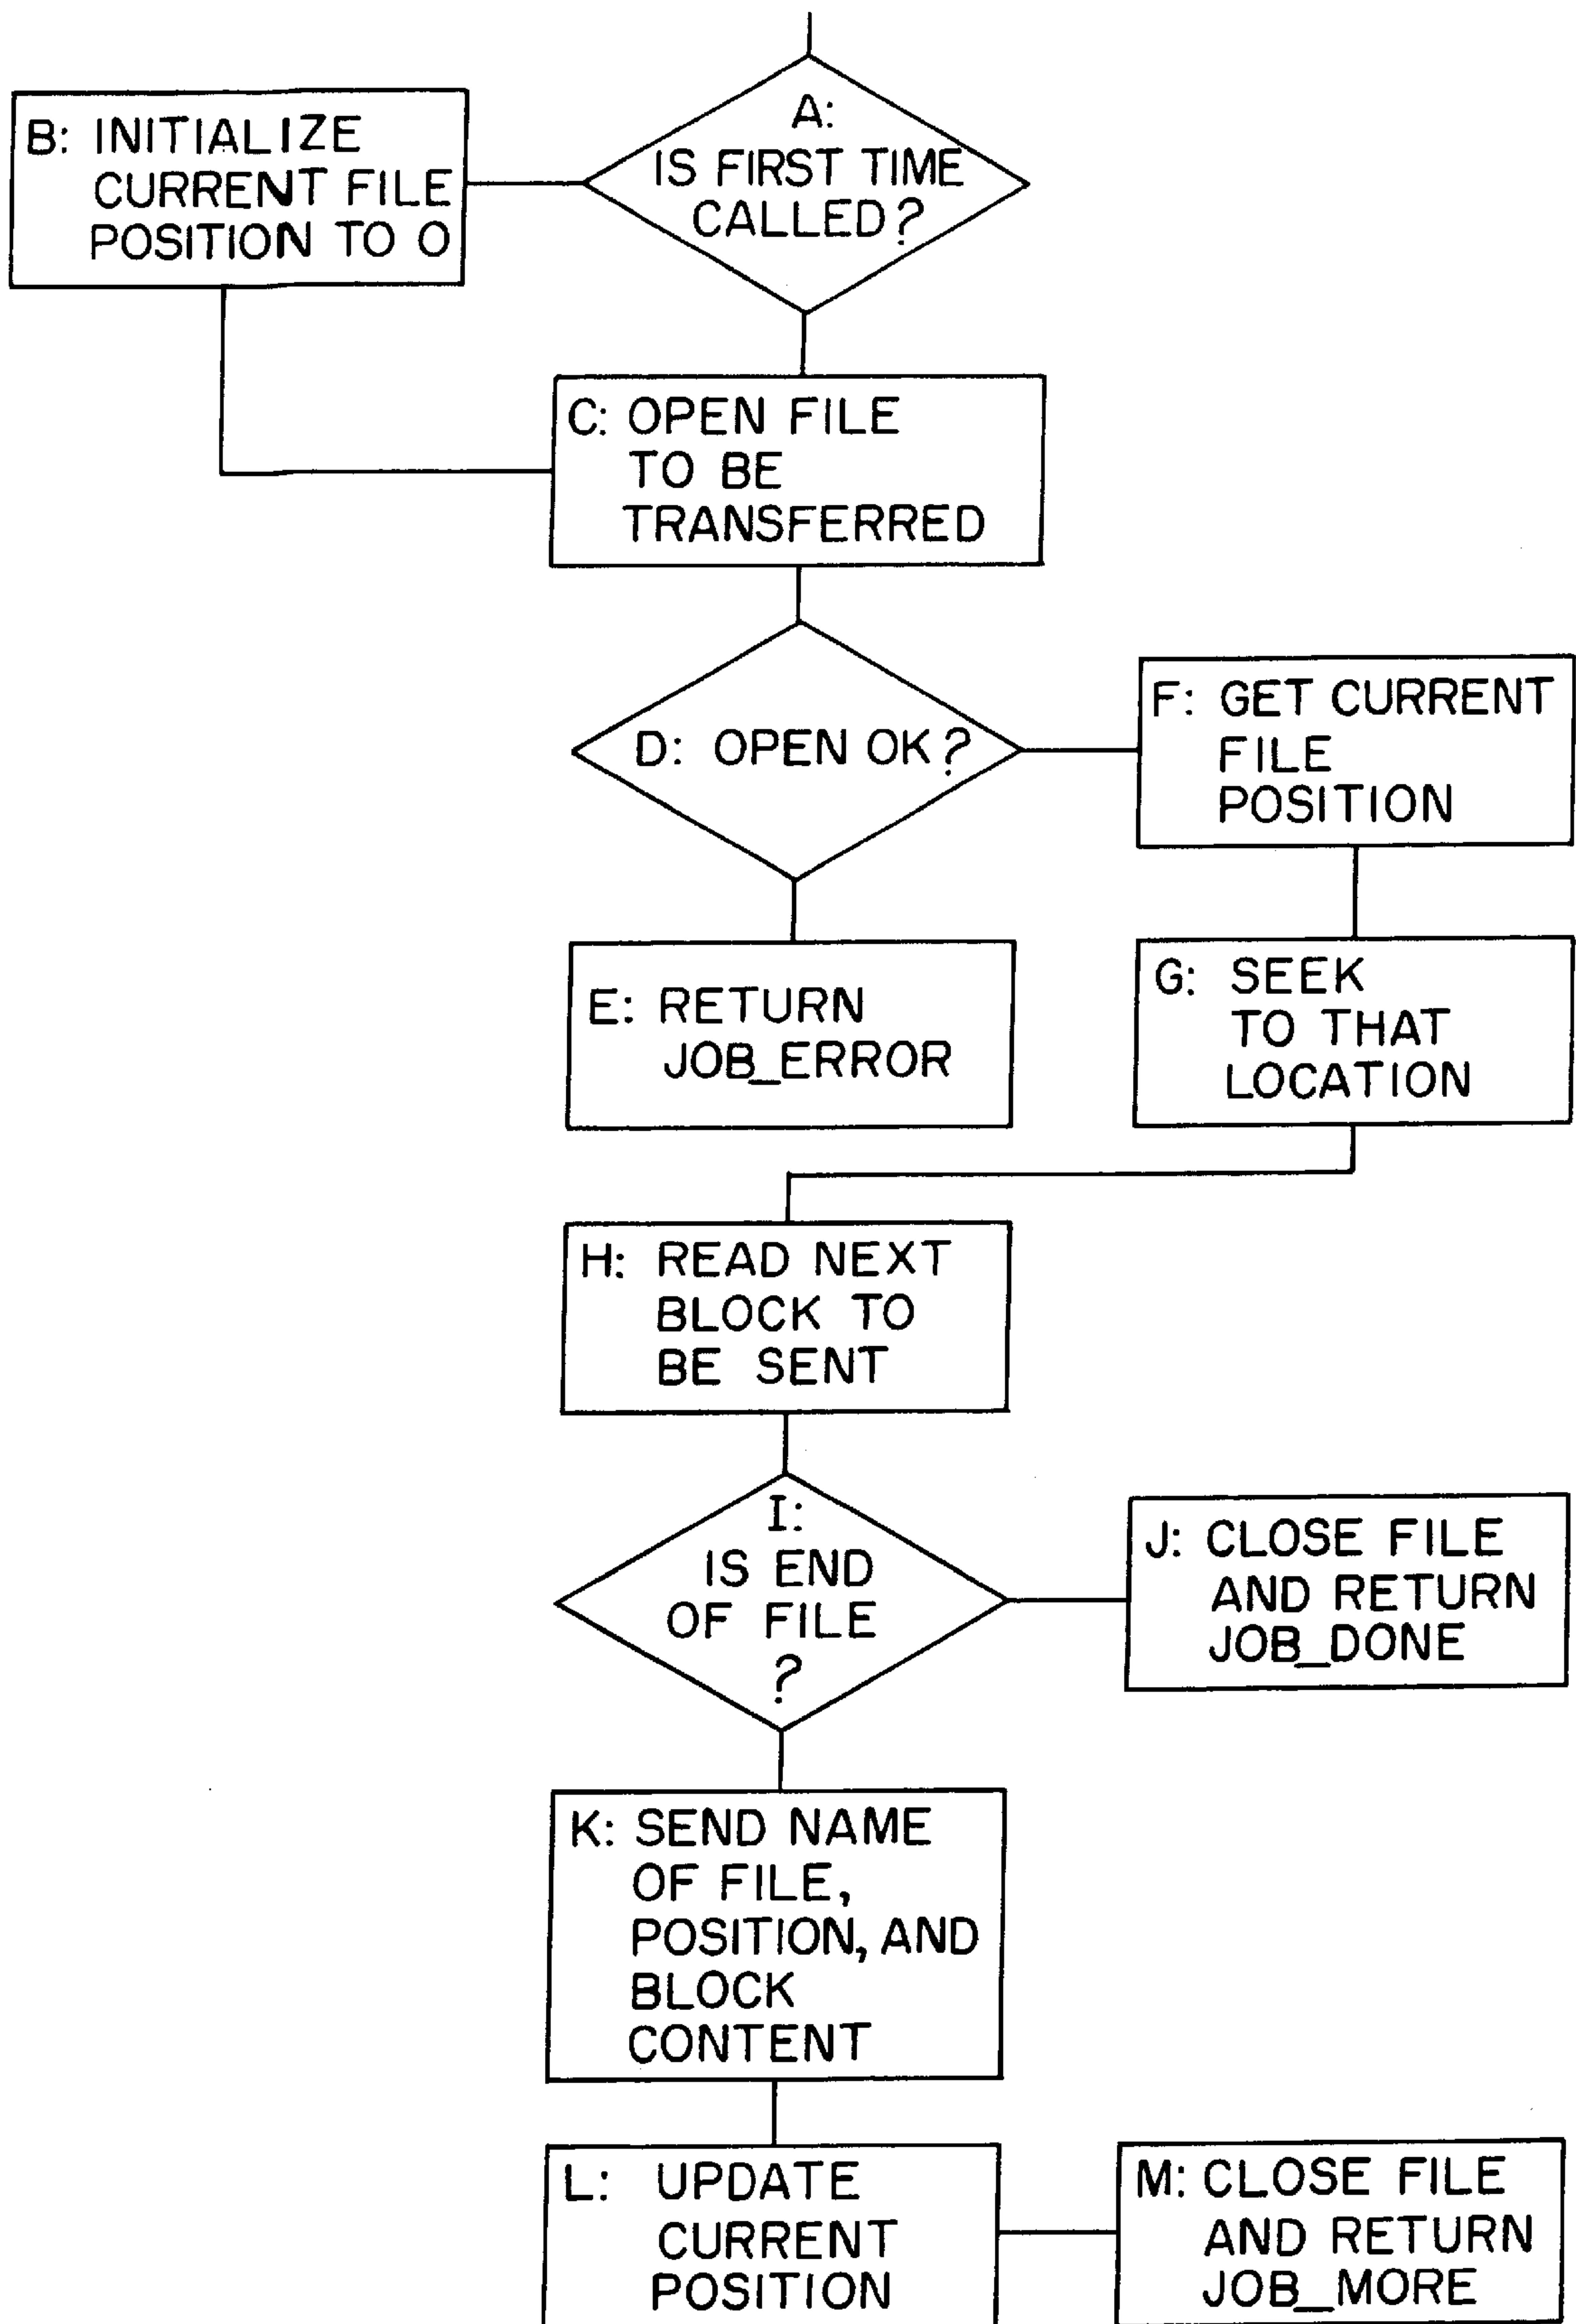 A:
IS FIRST TIME
CALLED?
B: INITIALIZE
CURRENT FILE
POSITION TO 0
C: OPEN FILE
TO BE
TRANSFERRED
D: OPEN OK?
F: GET CURRENT
FILE
POSITION
E: RETURN
JOB_ERROR
G: SEEK
TO THAT
LOCATION
H: READ NEXT
BLOCK TO
BE SENT
I:
IS END
OF FILE
?
J: CLOSE FILE
AND RETURN
JOB_DONE
K: SEND NAME
OF FILE,
POSITION, AND
BLOCK
CONTENT
L: UPDATE
CURRENT
POSITION
M: CLOSE FILE
AND RETURN
JOB_MORE